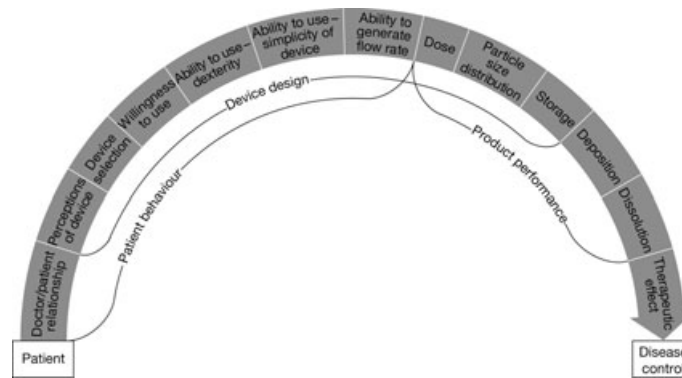 Doctor/patient
relationship
Perceptions
of device
Device
selection
Willingness
to use
Ability to use–
dexterity
Ability to use–
simplicity of
device
Ability to
generate
flow rate
Dose
Particle
size
distribution
Storage
Deposition
Dissolution
Therapeutic
effect
Device design
Patient behaviour
Product performance
Patient
Disease
control